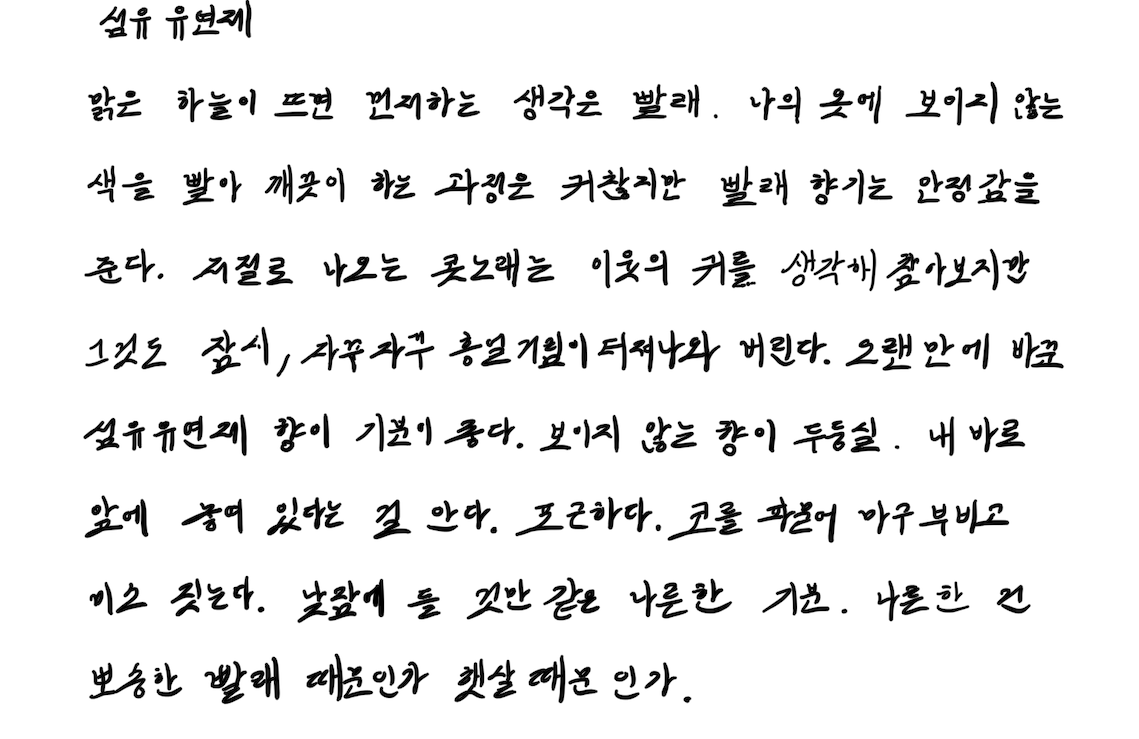 섬유 유연제
맑은 하늘이 뜨면 먼저하는 생각은 빨래. 나의 옷에 보이지 않는
색을 빨아 깨끗이 하는 과정은 귀찮지만 빨래 향기는 안정감을
준다. 저절로 나오는 콧노래는 이웃의 귀를 생각해 참아보지만
그것도 잠시, 자꾸자꾸 흥얼거림이 터져나와 버린다. 오랜만에 바꾼
섬유유연제 향이 기분이 좋다. 보이지 않는 향이 두둥실. 내 바로
앞에 놓여 있다는 걸 안다. 포근하다. 코를 파묻어 마구 부비고
미소 짓는다. 낮잠에 들 것만 같은 나른한 기분. 나른한 건
뽀송한 빨래 때문인가 햇살 때문 인가.